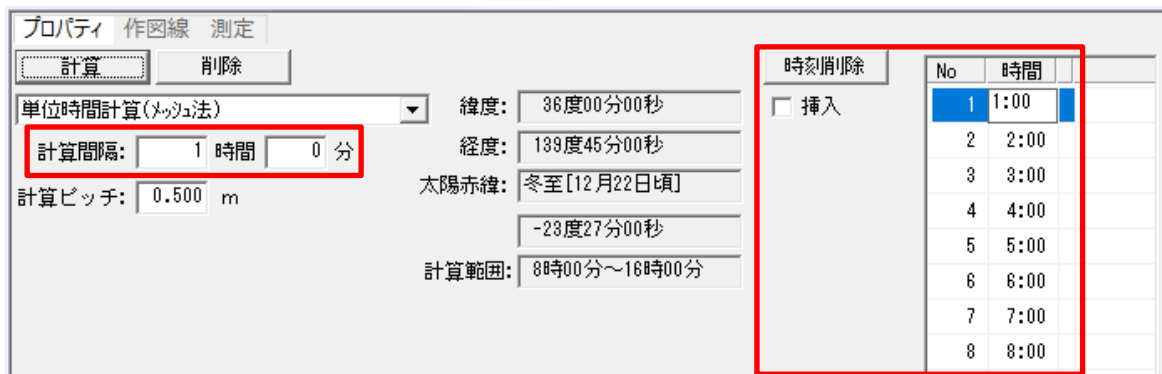 プロパティ 作図線 測定
計算 削除
単位時間計算(メッシュ法)
計算間隔: 1 時間 0 分
計算ピッチ: 0.500 m
緯度: 36度00分00秒
経度: 139度45分00秒
太陽赤緯: 冬至[12月22日頃]
-23度27分00秒
計算範囲: 8時00分～16時00分
時刻削除
挿入
No 時間
1 1:00
2 2:00
3 3:00
4 4:00
5 5:00
6 6:00
7 7:00
8 8:00